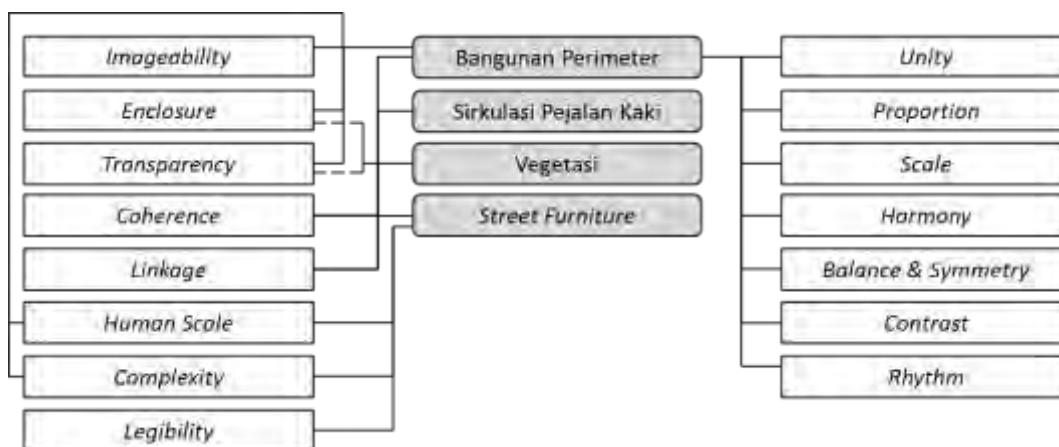 Imageability
Enclosure
Transparency
Coherence
Linkage
Human Scale
Complexity
Legibility
Bangunan Perimeter
Sirkulasi Pejalan Kaki
Vegetasi
Street Furniture
Unity
Proportion
Scale
Harmony
Balance & Symmetry
Contrast
Rhythm